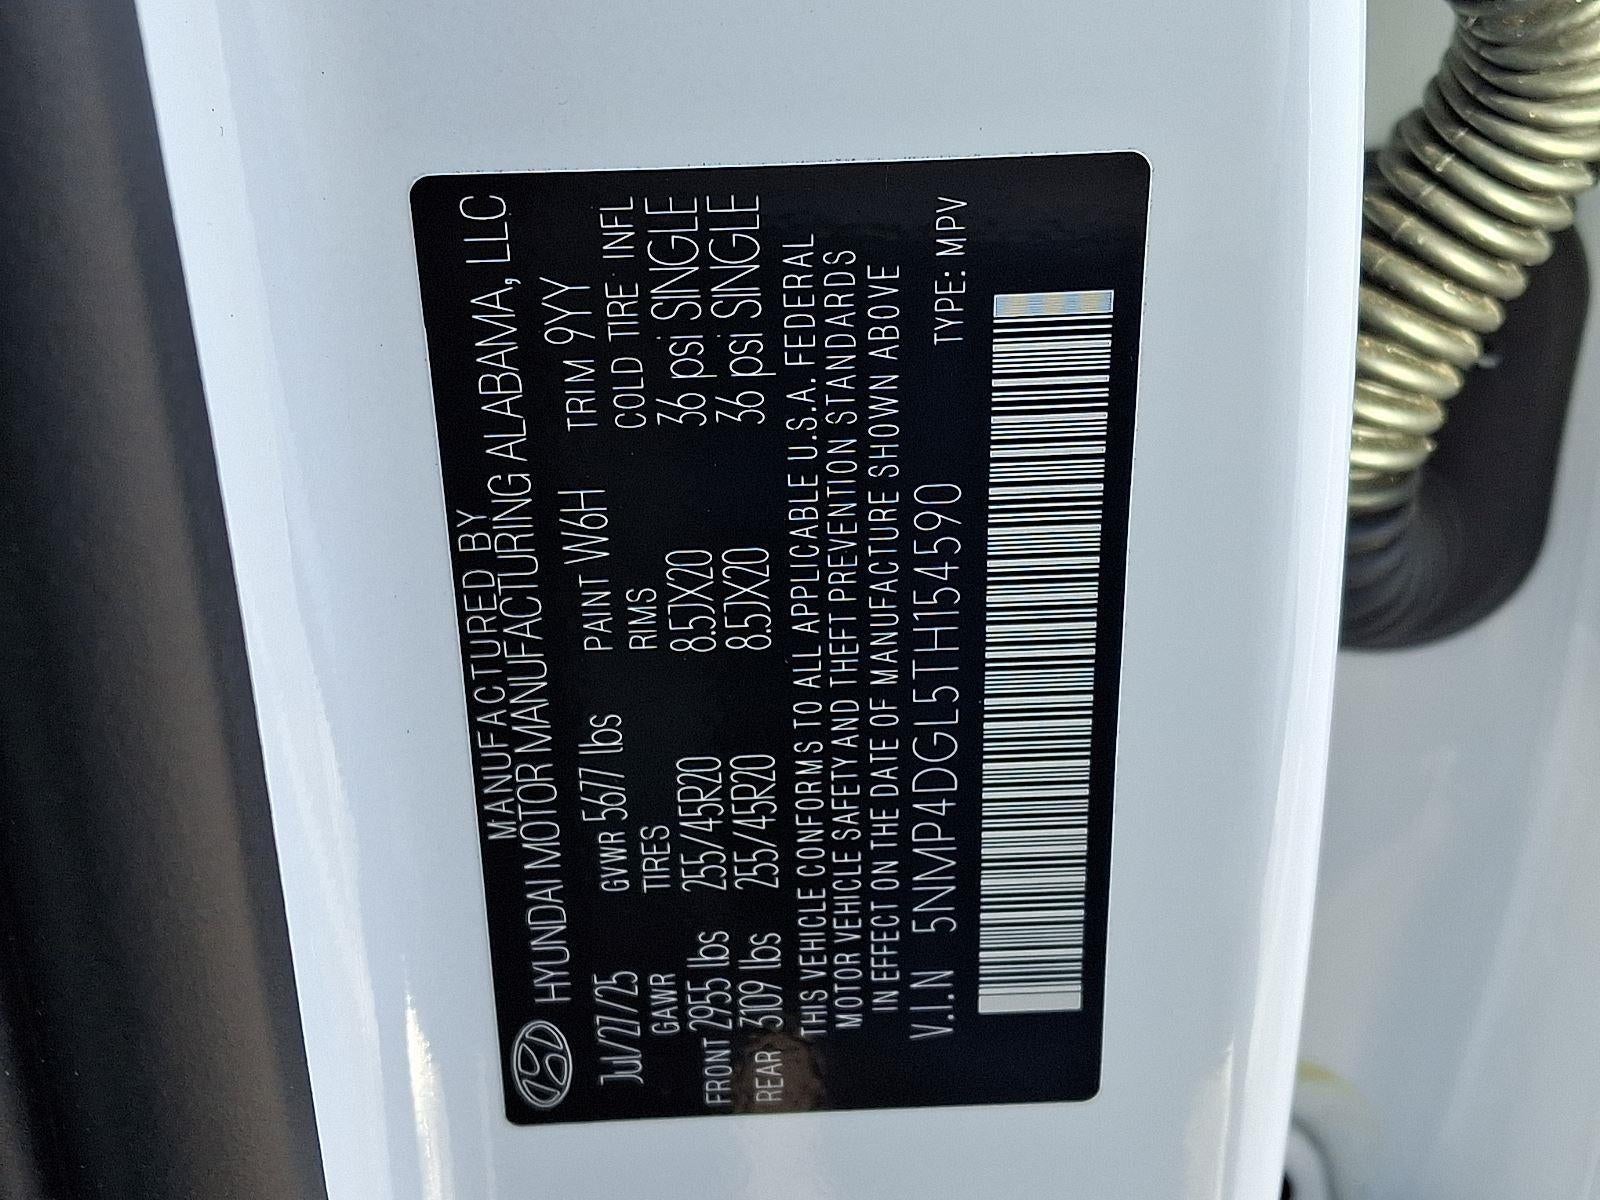 MANUFACTURED BY
HYUNDAI MOTOR MANUFACTURING ALABAMA, LLC
Jul/27/25 GVWR 5677 lbs PAINT W6H TRIM 9YY
GAWR TIRES RIMS COLD TIRE INFL
FRONT 2955 lbs 255/45R20 8.5JX20 36 psi SINGLE
REAR 3109 lbs 255/45R20 8.5JX20 36 psi SINGLE
THIS VEHICLE CONFORMS TO ALL APPLICABLE U.S.A. FEDERAL
MOTOR VEHICLE SAFETY AND THEFT PREVENTION STANDARDS
IN EFFECT ON THE DATE OF MANUFACTURE SHOWN ABOVE
V.I.N 5NMP4DGL5TH154590 TYPE: MPV